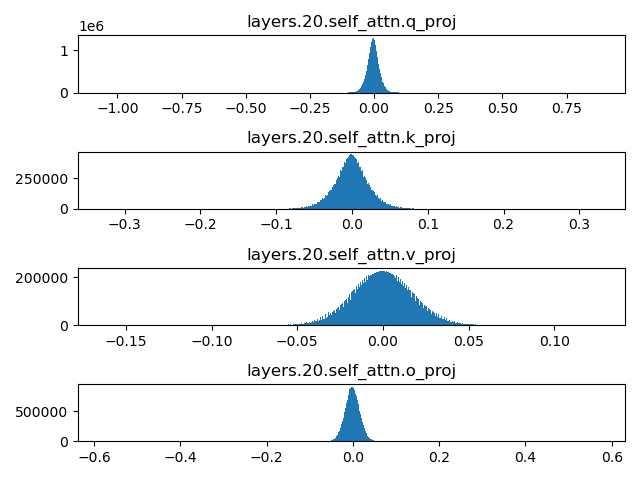 layers.20.self_attn.q_proj
1e6
1
0
−1.00 −0.75 −0.50 −0.25 0.00 0.25 0.50 0.75
layers.20.self_attn.k_proj
250000
0
−0.3 −0.2 −0.1 0.0 0.1 0.2 0.3
layers.20.self_attn.v_proj
200000
0
−0.15 −0.10 −0.05 0.00 0.05 0.10
layers.20.self_attn.o_proj
500000
0
−0.6 −0.4 −0.2 0.0 0.2 0.4 0.6